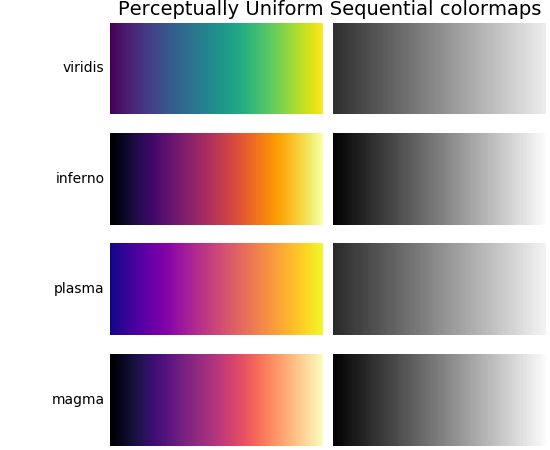 Perceptually Uniform Sequential colormaps
viridis
inferno
plasma
magma